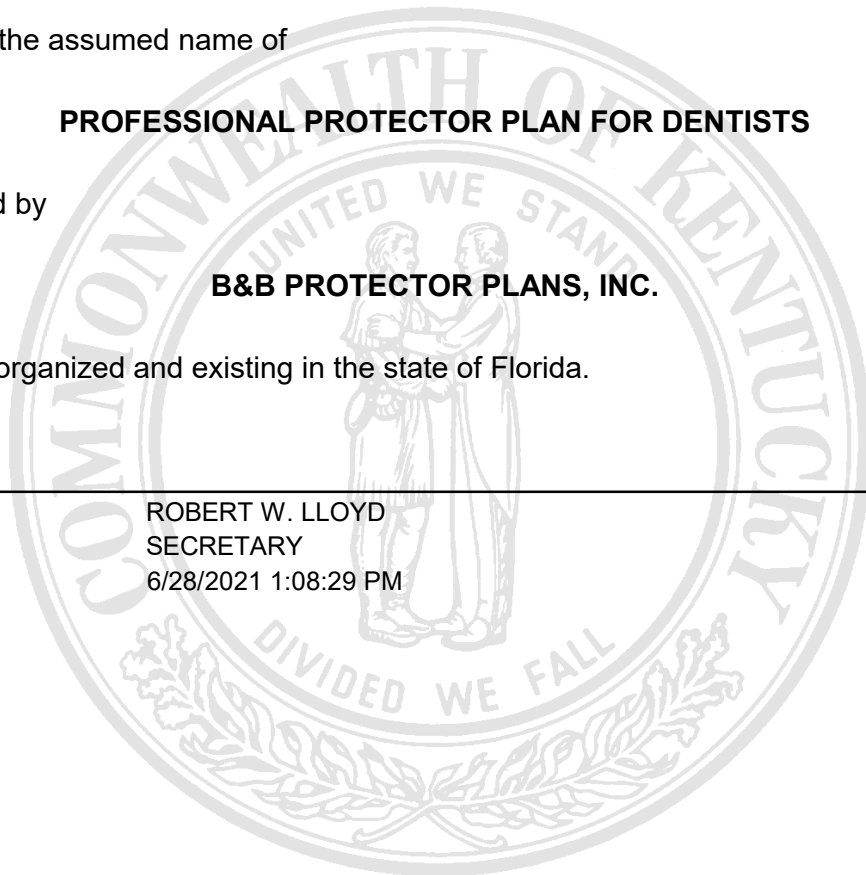 the assumed name of
PROFESSIONAL PROTECTOR PLAN FOR DENTISTS
d by
B&B PROTECTOR PLANS, INC.
organized and existing in the state of Florida.
ROBERT W. LLOYD
SECRETARY
6/28/2021 1:08:29 PM
COMMONWEALTH OF KENTUCKY
UNITED WE STAND
DIVIDED WE FALL